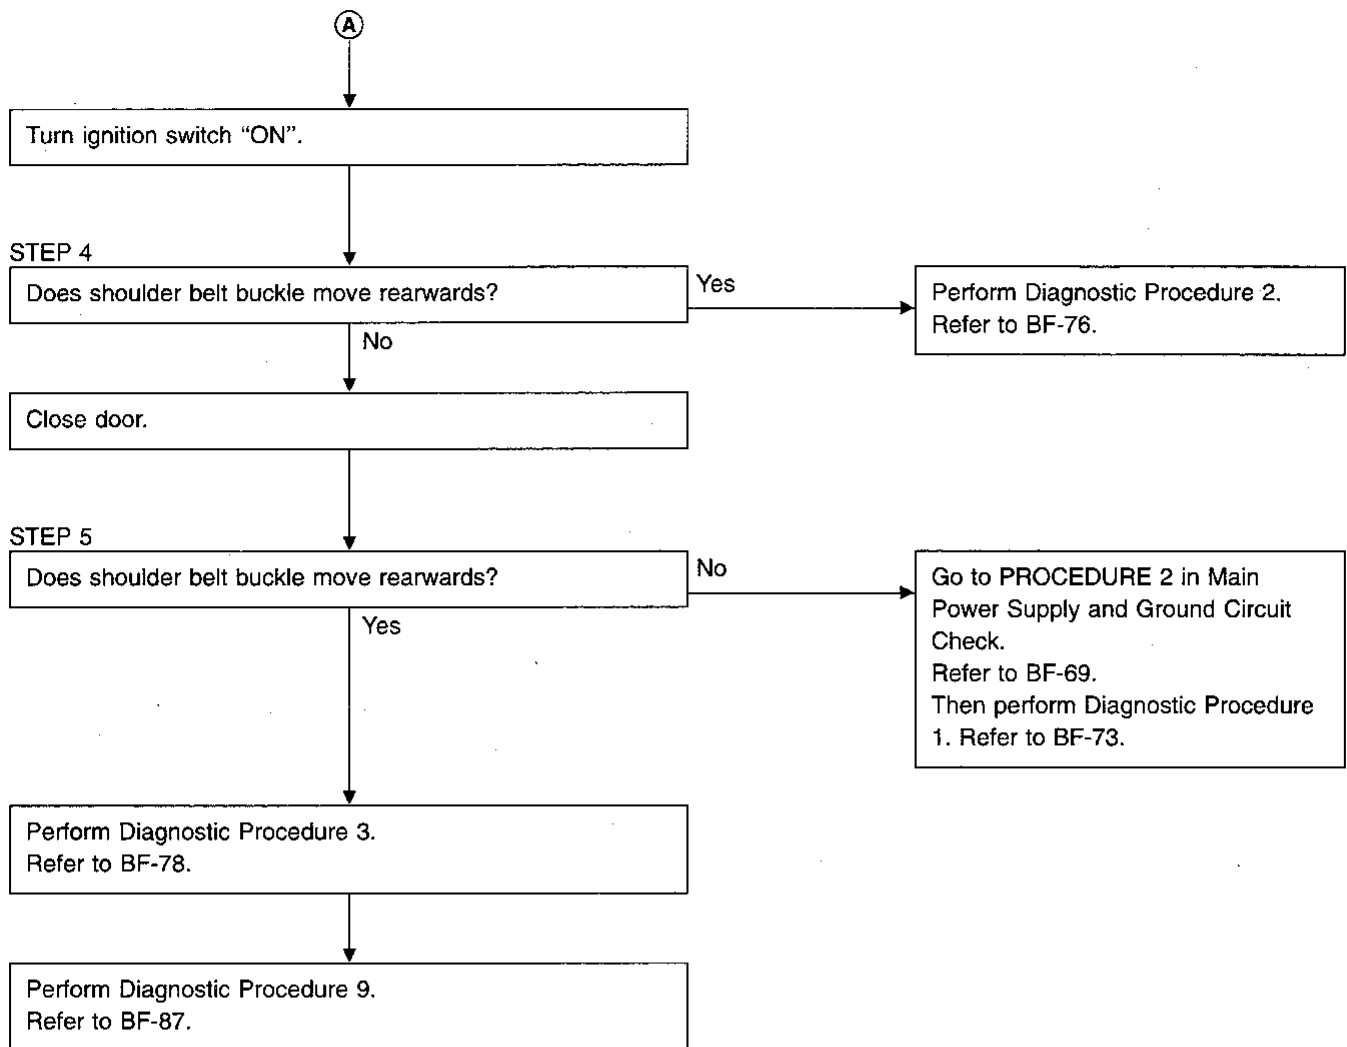 A
Turn ignition switch “ON”.
STEP 4
Does shoulder belt buckle move rearwards?
Yes
Perform Diagnostic Procedure 2.
Refer to BF-76.
No
Close door.
STEP 5
Does shoulder belt buckle move rearwards?
No
Go to PROCEDURE 2 in Main
Power Supply and Ground Circuit
Check.
Refer to BF-69.
Then perform Diagnostic Procedure
1. Refer to BF-73.
Yes
Perform Diagnostic Procedure 3.
Refer to BF-78.
Perform Diagnostic Procedure 9.
Refer to BF-87.